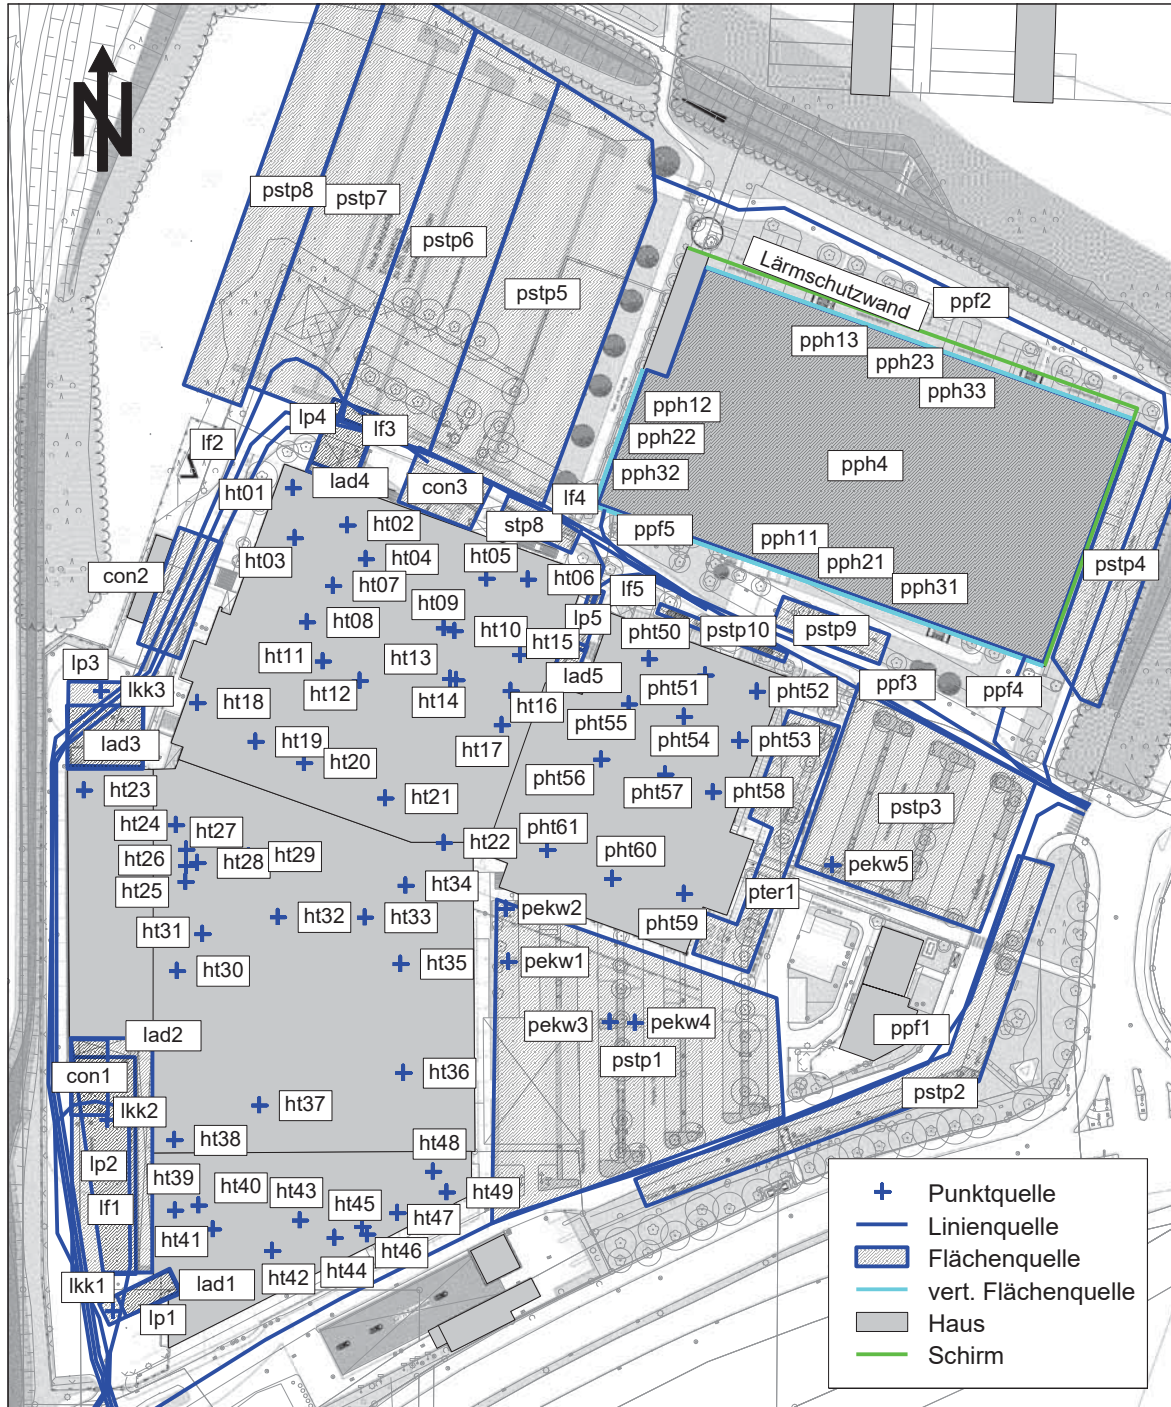 N
pstp8
pstp7
pstp6
pstp5
Lärmschutzwand
ppf2
pph13
pph23
pph33
pph12
pph22
pph32
pph4
lp4
lf3
lf2
ht01
lad4
con3
lf4
stp8
ppf5
pph11
pph21
pph31
pstp4
ht02
ht03
ht04
ht05
ht06
con2
ht07
lf5
ht08
ht09
lp5
ht10
ht15
pht50
pstp10
pstp9
lp3
lkk3
ht11
ht13
lad5
ppf3
ppf4
ht12
ht14
ht16
pht51
pht52
ht18
pht55
lad3
ht19
ht17
pht54
pht53
ht20
pht56
ht23
ht21
pht57
pht58
pstp3
ht24
ht27
ht22
pht61
ht26
ht28
ht29
pht60
pekw5
ht25
ht34
pter1
ht31
ht32
ht33
pekw2
pht59
ht30
ht35
pekw1
lad2
pekw3
pekw4
ppf1
con1
pstp1
ht36
pstp2
lkk2
ht37
ht38
ht48
lp2
ht39
ht40
ht43
ht45
ht49
lf1
ht47
ht41
ht46
ht44
ht42
lkk1
lad1
lp1
Punktquelle
Linienquelle
Flächenquelle
vert. Flächenquelle
Haus
Schirm